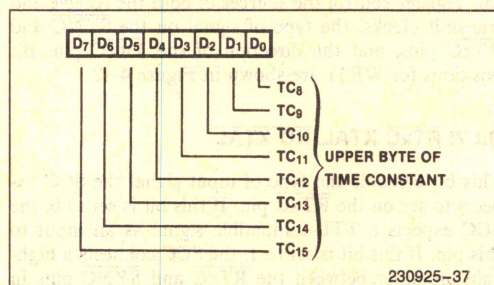 D7 D6 D5 D4 D3 D2 D1 D0
TC8
TC9
TC10
TC11
TC12
TC13
TC14
TC15
UPPER BYTE OF
TIME CONSTANT
230925–37